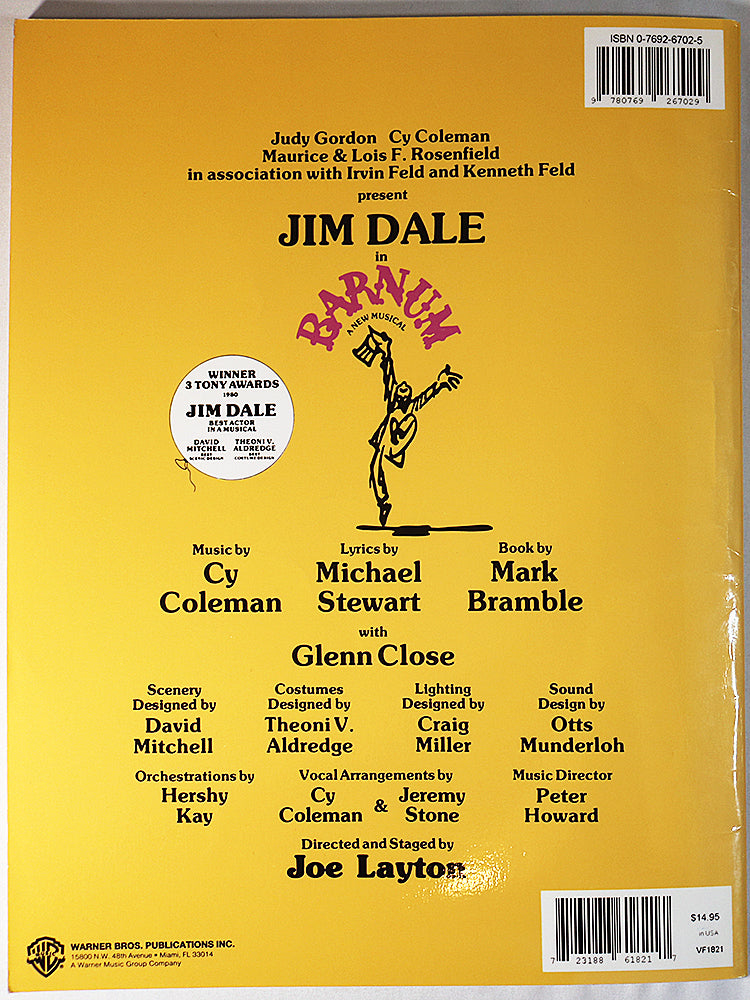 ISBN 0-7692-6702-5
9 780769 267029
Judy Gordon Cy Coleman
Maurice & Lois F. Rosenfield
in association with Irvin Feld and Kenneth Feld
present
JIM DALE
in
BARNUM
A NEW MUSICAL
WINNER
3 TONY AWARDS
1980
JIM DALE
BEST ACTOR
IN A MUSICAL
DAVID MITCHELL
BEST
SCENIC DESIGN
THEONI V. ALDREDGE
BEST
COSTUME DESIGN
Music by
Cy
Coleman
Lyrics by
Michael
Stewart
Book by
Mark
Bramble
with
Glenn Close
Scenery
Designed by
David
Mitchell
Costumes
Designed by
Theoni V.
Aldredge
Lighting
Designed by
Craig
Miller
Sound
Design by
Otts
Munderloh
Orchestrations by
Hershy
Kay
Vocal Arrangements by
Cy
Coleman
&
Jeremy
Stone
Music Director
Peter
Howard
Directed and Staged by
Joe Layton
WARNER BROS. PUBLICATIONS INC.
15800 N.W. 48th Avenue • Miami, FL 33014
A Warner Music Group Company
7 23188 61821 7
$14.95
in USA
VF1821